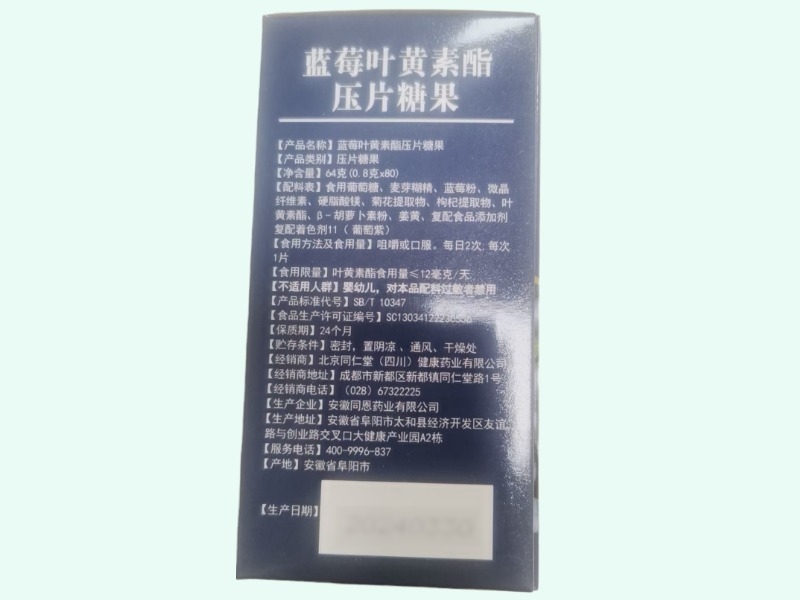 蓝莓叶黄素酯
压片糖果
【产品名称】蓝莓叶黄素酯压片糖果
【产品类别】压片糖果
【净含量】64克(0.8克x80)
【配料表】食用葡萄糖、麦芽糊精、蓝莓粉、微晶
纤维素、硬脂酸镁、菊花提取物、枸杞提取物、叶
黄素酯、β-胡萝卜素粉、姜黄、复配食品添加剂
复配着色剂11（葡萄紫）
【食用方法及食用量】咀嚼或口服。每日2次,每次
1片
【食用限量】叶黄素酯食用量≤12毫克/天
【不适用人群】婴幼儿，对本品配料过敏者禁用
【产品标准代号】SB/T 10347
【食品生产许可证编号】
【保质期】24个月
【贮存条件】密封，置阴凉、通风、干燥处
【经销商】北京同仁堂（四川）健康药业有限公司
【经销商地址】成都市新都区新都镇同仁堂路1号
【经销商电话】（028）67322225
【生产企业】安徽同恩药业有限公司
【生产地址】安徽省阜阳市太和县经济开发区友谊
路与创业路交叉口大健康产业园A2栋
【服务电话】400-9996-837
【产地】安徽省阜阳市
【生产日期】